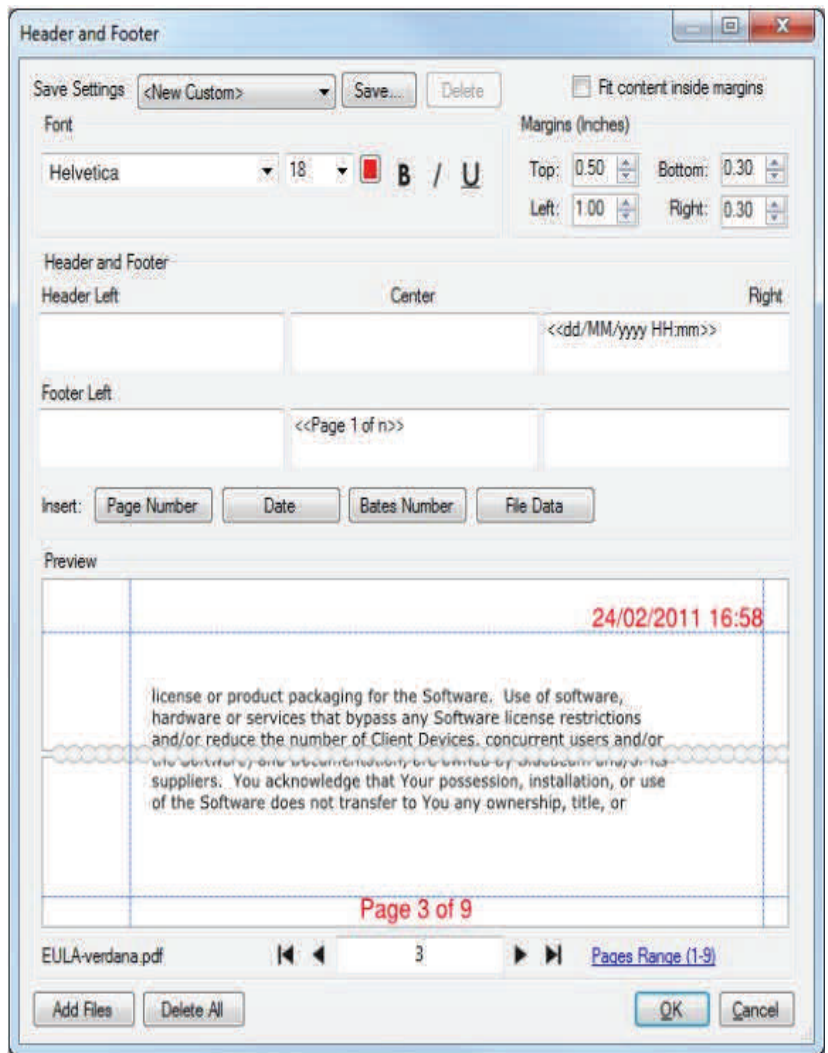 Header and Footer
Save Settings <New Custom> Save.... Delete Fit content inside margins
Font Margins (Inches)
Helvetica 18 B / U Top: 0.50 Bottom: 0.30
Left: 1.00 Right: 0.30
Header and Footer
Header Left Center Right
<<dd/MM/yyyy HH:mm>>
Footer Left
<<Page 1 of n>>
Insert: Page Number Date Bates Number File Data
Preview
24/02/2011 16:58
license or product packaging for the Software. Use of software,
hardware or services that bypass any Software license restrictions
and/or reduce the number of Client Devices, concurrent users and/or
suppliers. You acknowledge that Your possession, installation, or use
of the Software does not transfer to You any ownership, title, or
Page 3 of 9
EULA-verdana.pdf 3 Pages Range (1-9)
Add Files Delete All OK Cancel